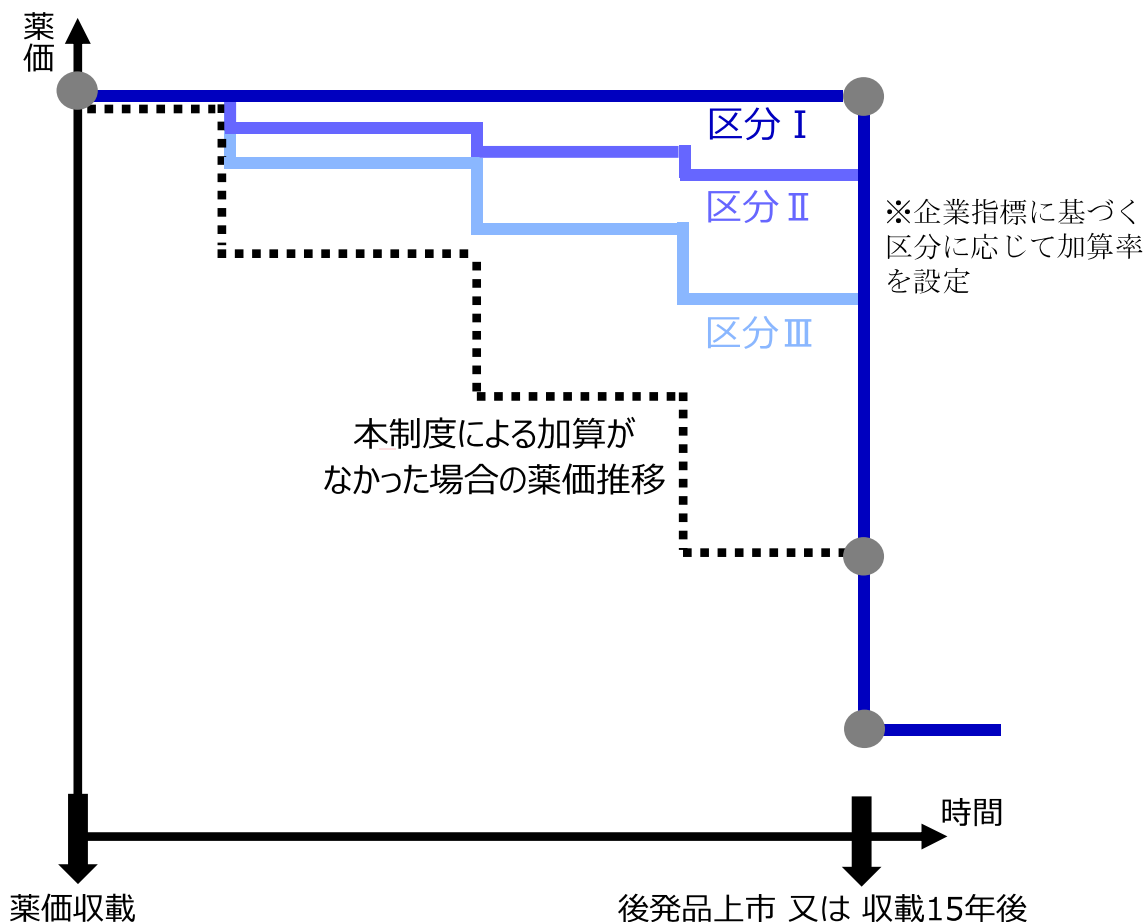 薬
価
区分Ⅰ
区分Ⅱ
※企業指標に基づく
区分に応じて加算率
を設定
区分Ⅲ
本制度による加算が
なかった場合の薬価推移
時間
薬価収載
後発品上市 又は 収載15年後